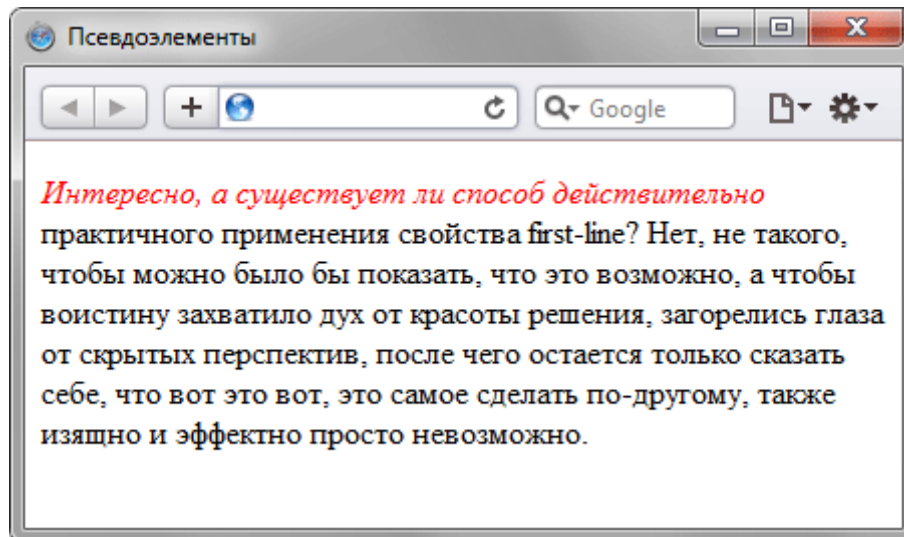 Псевдоэлементы
Google
Интересно, а существует ли способ действительно
практичного применения свойства first-line? Нет, не такого,
чтобы можно было бы показать, что это возможно, а чтобы
воистину захватило дух от красоты решения, загорелись глаза
от скрытых перспектив, после чего остается только сказать
себе, что вот это вот, это самое сделать по-другому, также
изящно и эффектно просто невозможно.